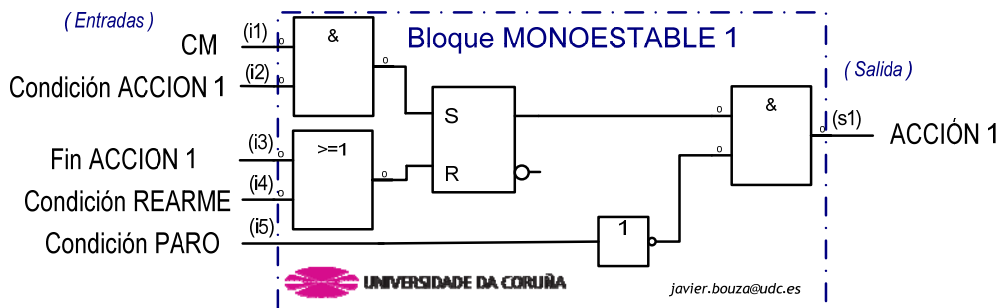 ( Entradas )
CM
(i1)
Condición ACCION 1
(i2)
Fin ACCION 1
(i3)
Condición REARME
(i4)
Condición PARO
(i5)
Bloque MONOESTABLE 1
&
>=1
S
R
1
&
( Salida )
(s1)
ACCIÓN 1
UNIVERSIDADE DA CORUÑA
javier.bouza@udc.es